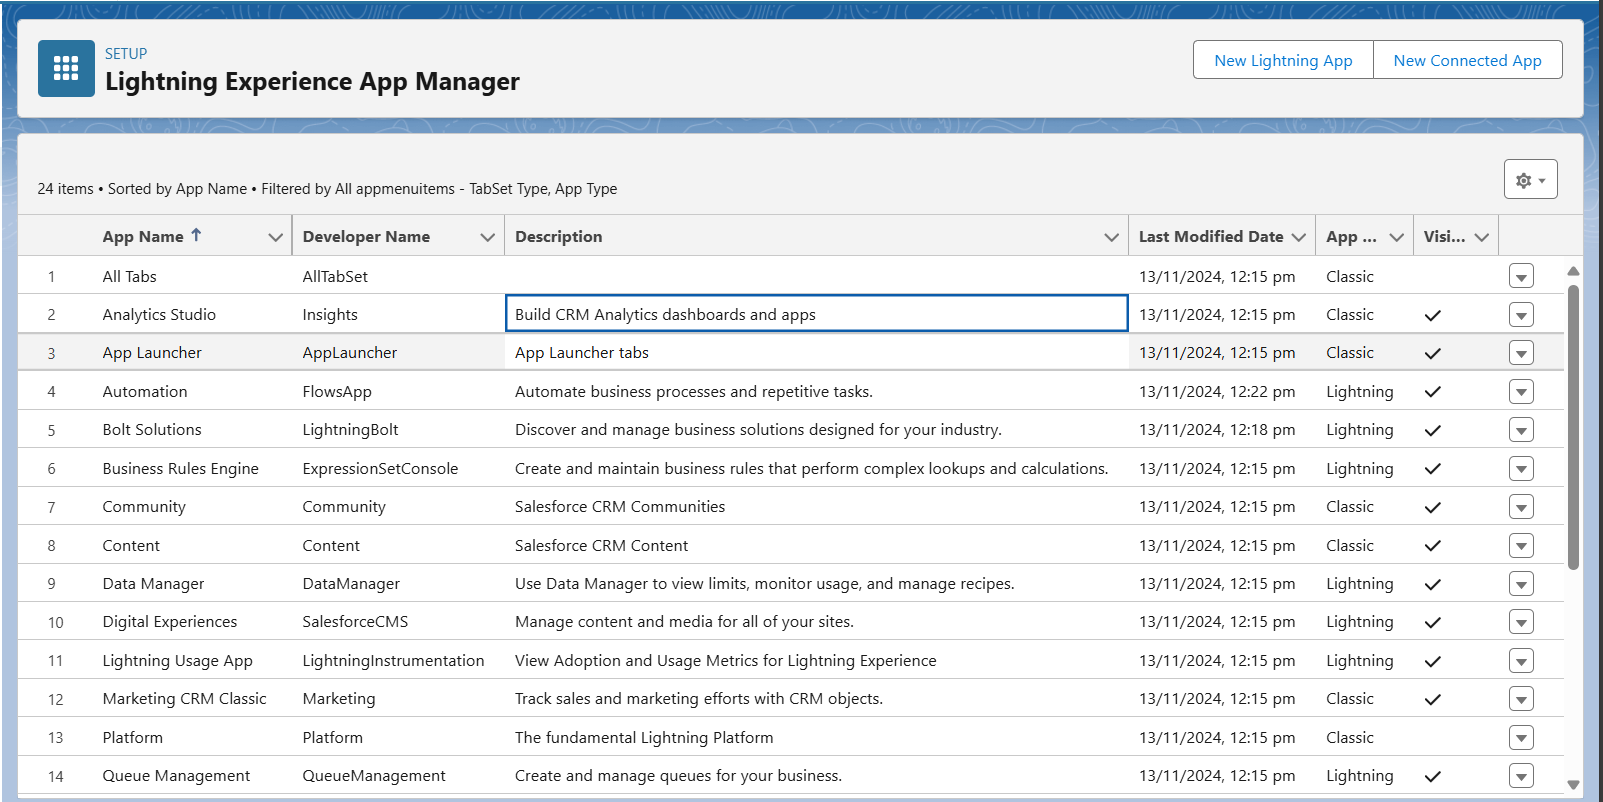 SETUP
Lightning Experience App Manager
New Lightning App
New Connected App
24 items • Sorted by App Name • Filtered by All appmenuitems - TabSet Type, App Type
App Name ↑ Developer Name Description Last Modified Date App ... Visi...
1 All Tabs AllTabSet 13/11/2024, 12:15 pm Classic
2 Analytics Studio Insights Build CRM Analytics dashboards and apps 13/11/2024, 12:15 pm Classic
3 App Launcher AppLauncher App Launcher tabs 13/11/2024, 12:15 pm Classic
4 Automation FlowsApp Automate business processes and repetitive tasks. 13/11/2024, 12:22 pm Lightning
5 Bolt Solutions LightningBolt Discover and manage business solutions designed for your industry. 13/11/2024, 12:18 pm Lightning
6 Business Rules Engine ExpressionSetConsole Create and maintain business rules that perform complex lookups and calculations. 13/11/2024, 12:15 pm Lightning
7 Community Community Salesforce CRM Communities 13/11/2024, 12:15 pm Classic
8 Content Content Salesforce CRM Content 13/11/2024, 12:15 pm Classic
9 Data Manager DataManager Use Data Manager to view limits, monitor usage, and manage recipes. 13/11/2024, 12:15 pm Lightning
10 Digital Experiences SalesforceCMS Manage content and media for all of your sites. 13/11/2024, 12:15 pm Lightning
11 Lightning Usage App LightningInstrumentation View Adoption and Usage Metrics for Lightning Experience 13/11/2024, 12:15 pm Lightning
12 Marketing CRM Classic Marketing Track sales and marketing efforts with CRM objects. 13/11/2024, 12:15 pm Classic
13 Platform Platform The fundamental Lightning Platform 13/11/2024, 12:15 pm Classic
14 Queue Management QueueManagement Create and manage queues for your business. 13/11/2024, 12:15 pm Lightning